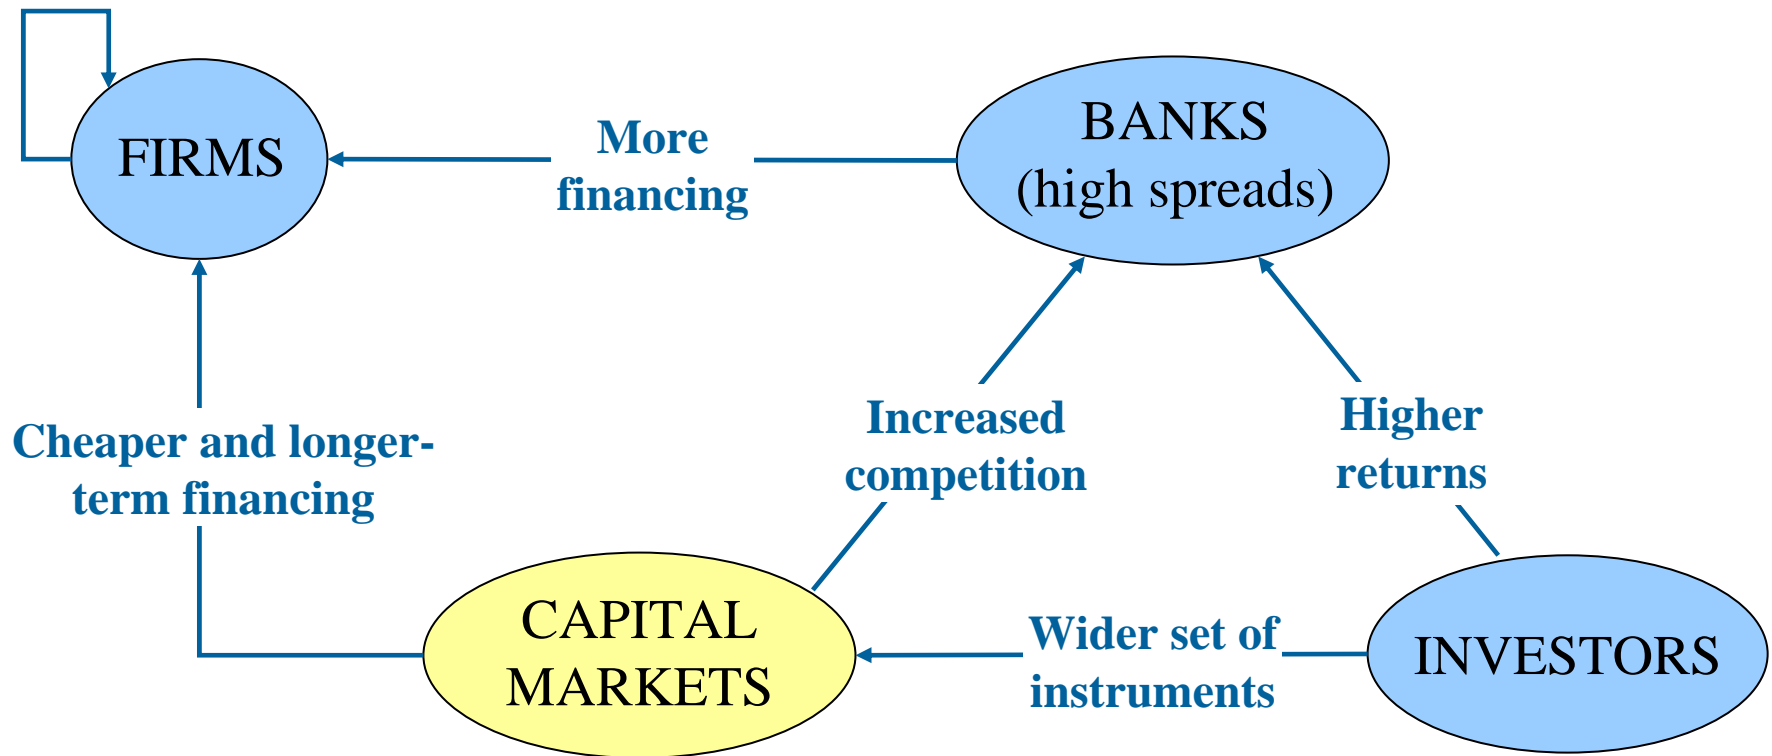 FIRMS
More
financing
BANKS
(high spreads)
Cheaper and longer-
term financing
Increased
competition
Higher
returns
CAPITAL
MARKETS
Wider set of
instruments
INVESTORS